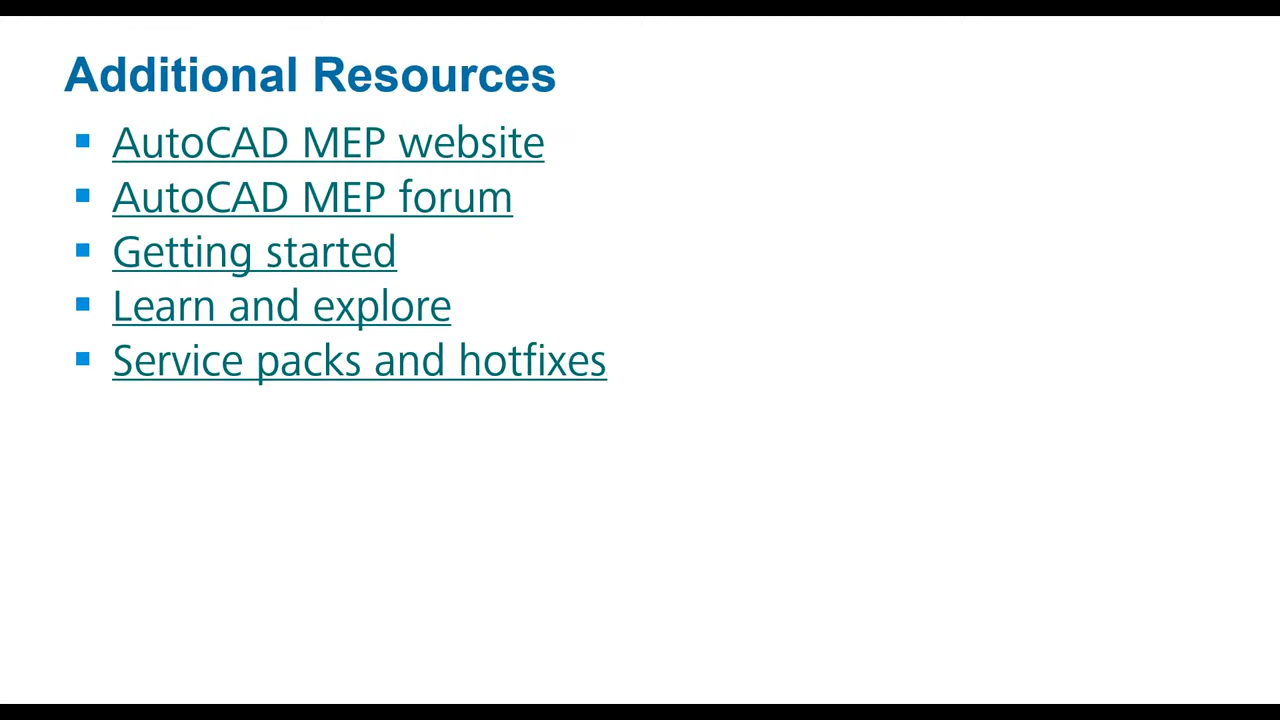 Additional Resources
AutoCAD MEP website
AutoCAD MEP forum
Getting started
Learn and explore
Service packs and hotfixes